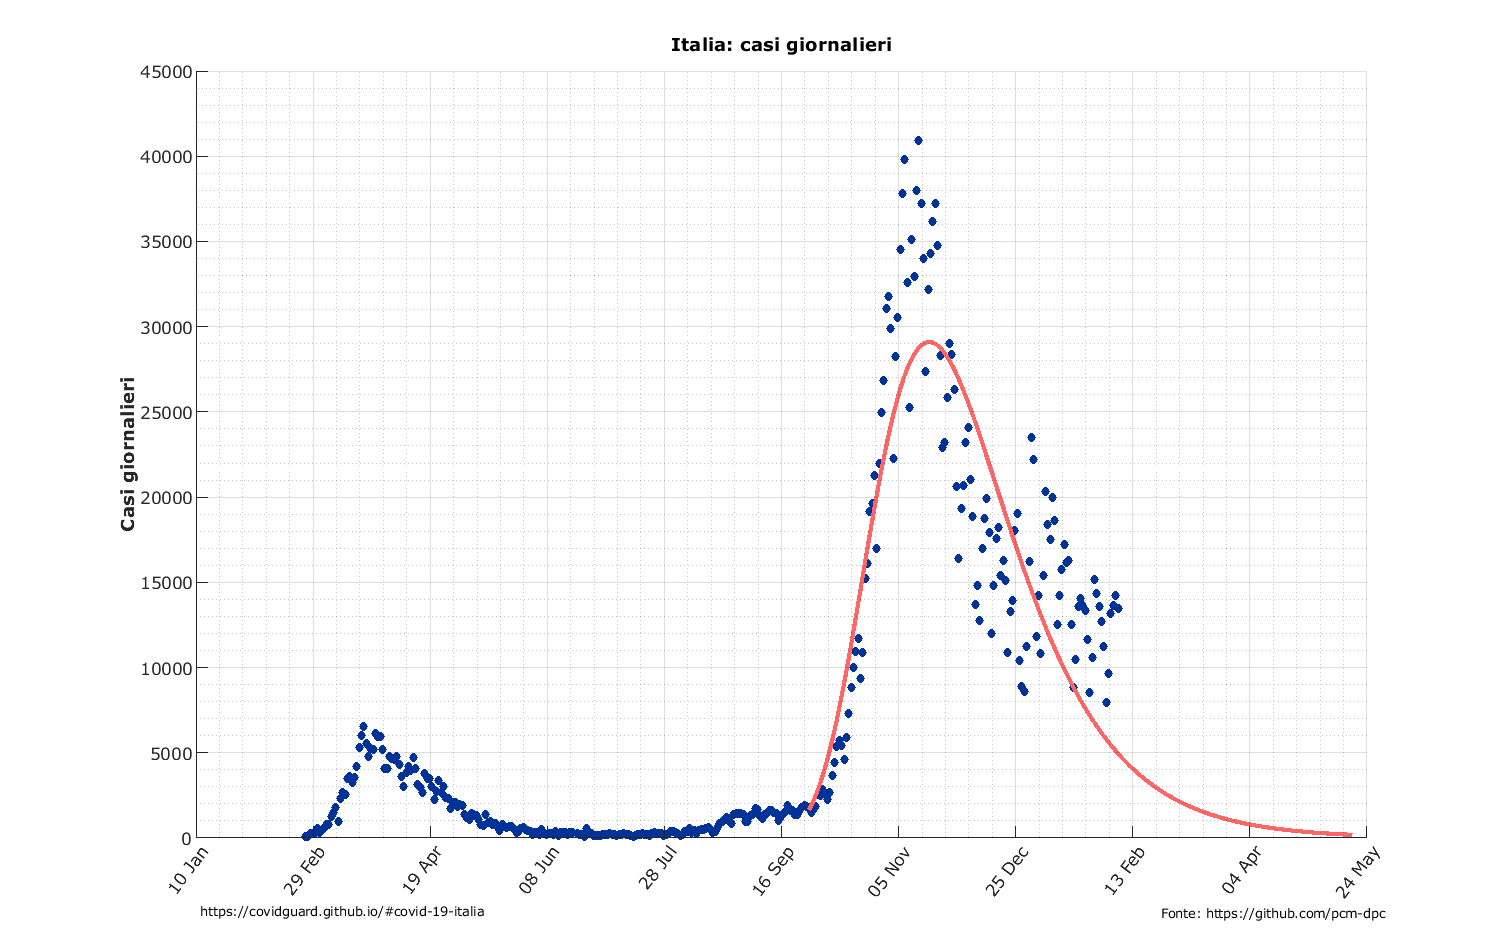 Italia: casi giornalieri
45000
40000
35000
30000
25000
20000
15000
10000
5000
0
Casi giornalieri
10 Jan
29 Feb
19 Apr
08 Jun
28 Jul
16 Sep
05 Nov
25 Dec
13 Feb
04 Apr
24 May
https://covidguard.github.io/#covid-19-italia
Fonte: https://github.com/pcm-dpc